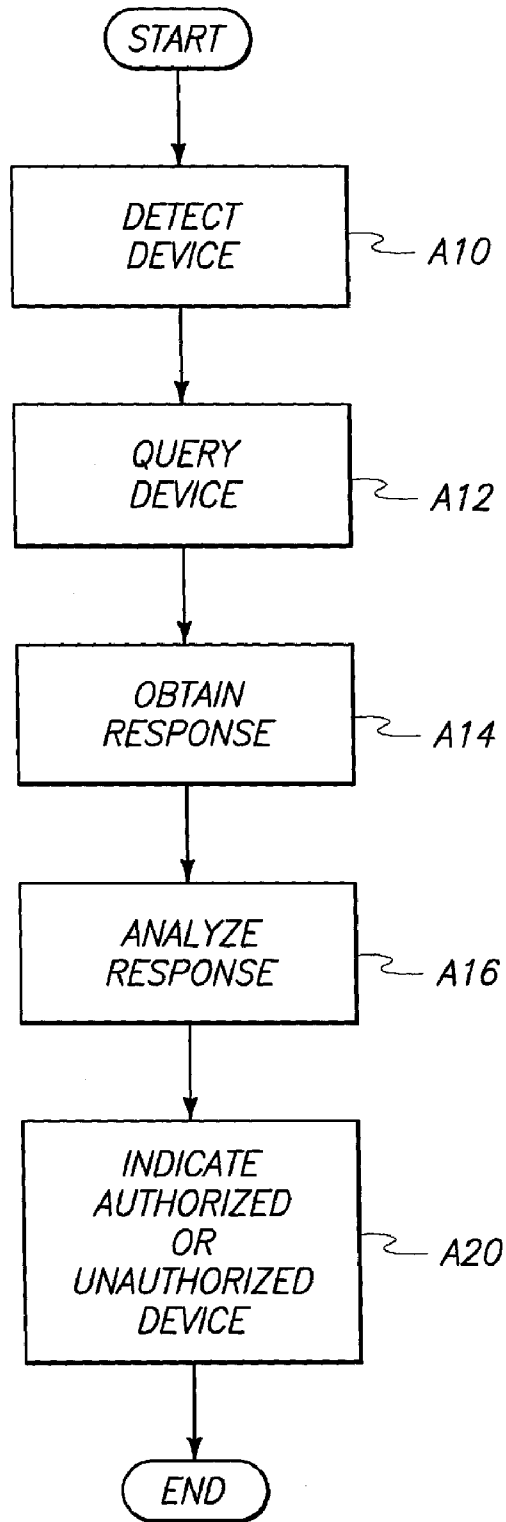 START
DETECT
DEVICE
A10
QUERY
DEVICE
A12
OBTAIN
RESPONSE
A14
ANALYZE
RESPONSE
A16
INDICATE
AUTHORIZED
OR
UNAUTHORIZED
DEVICE
A20
END